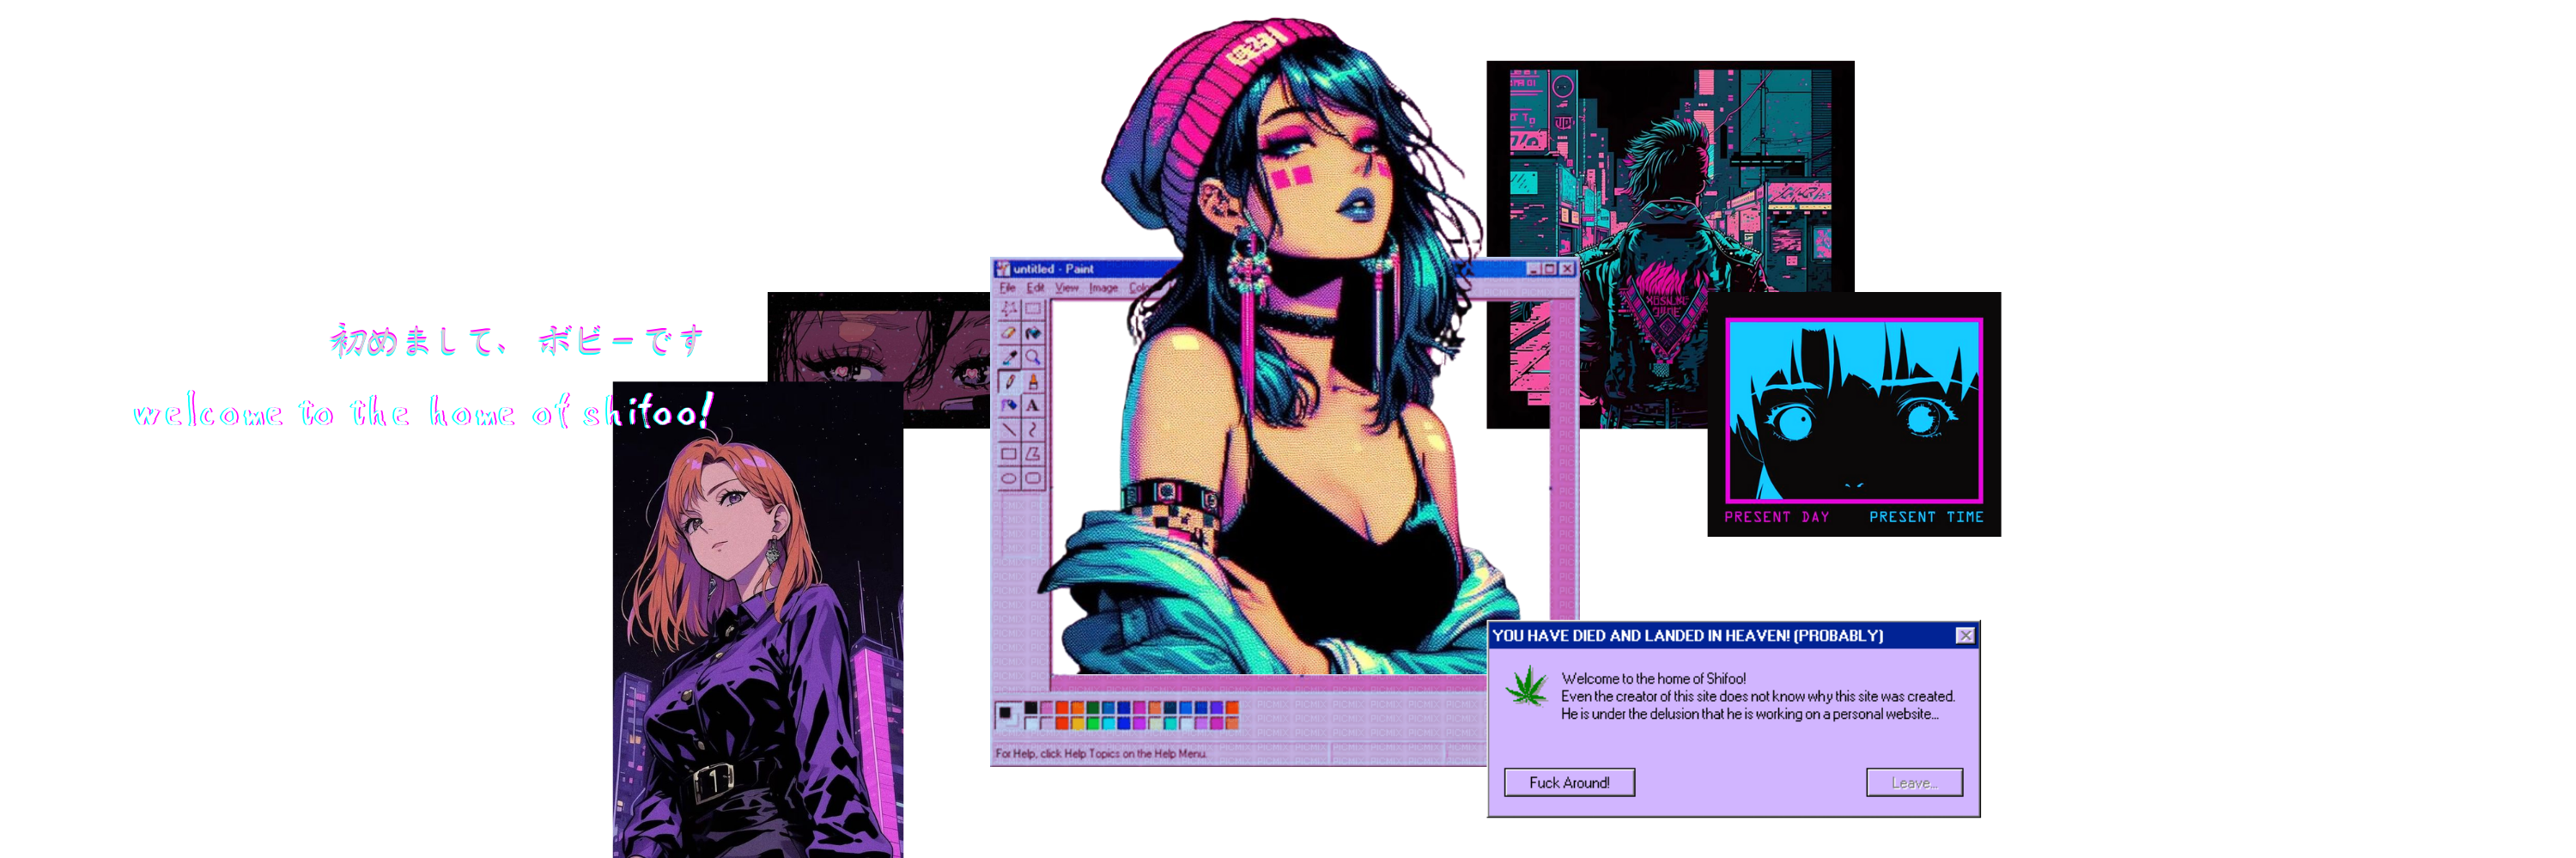 初めまして、ボビーです
welcome to the home of shifoo!
untitled - Paint
File Edit View Image
For Help, click Help Topics on the Help Menu.
PRESENT DAY PRESENT TIME
YOU HAVE DIED AND LANDED IN HEAVEN! (PROBABLY)
Welcome to the home of Shifoo!
Even the creator of this site does not know why this site was created.
He is under the delusion that he is working on a personal website...
Fuck Around!
Leave...